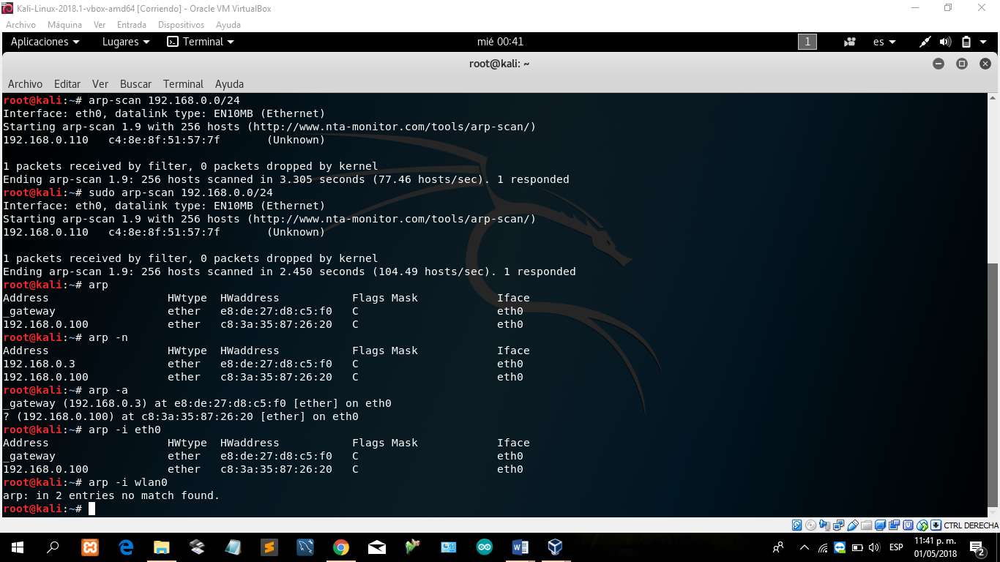 Kali-Linux-2018.1-vbox-amd64 [Corriendo] - Oracle VM VirtualBox
Archivo Máquina Ver Entrada Dispositivos Ayuda
Aplicaciones Lugares Terminal mié 00:41 1 es
root@kali: ~
Archivo Editar Ver Buscar Terminal Ayuda
root@kali:~# arp-scan 192.168.0.0/24
Interface: eth0, datalink type: EN10MB (Ethernet)
Starting arp-scan 1.9 with 256 hosts (http://www.nta-monitor.com/tools/arp-scan/)
192.168.0.110 c4:8e:8f:51:57:7f (Unknown)
1 packets received by filter, 0 packets dropped by kernel
Ending arp-scan 1.9: 256 hosts scanned in 3.305 seconds (77.46 hosts/sec). 1 responded
root@kali:~# sudo arp-scan 192.168.0.0/24
Interface: eth0, datalink type: EN10MB (Ethernet)
Starting arp-scan 1.9 with 256 hosts (http://www.nta-monitor.com/tools/arp-scan/)
192.168.0.110 c4:8e:8f:51:57:7f (Unknown)
1 packets received by filter, 0 packets dropped by kernel
Ending arp-scan 1.9: 256 hosts scanned in 2.450 seconds (104.49 hosts/sec). 1 responded
root@kali:~# arp
Address HWtype HWaddress Flags Mask Iface
_gateway ether e8:de:27:d8:c5:f0 C eth0
192.168.0.100 ether c8:3a:35:87:26:20 C eth0
root@kali:~# arp -n
Address HWtype HWaddress Flags Mask Iface
192.168.0.3 ether e8:de:27:d8:c5:f0 C eth0
192.168.0.100 ether c8:3a:35:87:26:20 C eth0
root@kali:~# arp -a
_gateway (192.168.0.3) at e8:de:27:d8:c5:f0 [ether] on eth0
? (192.168.0.100) at c8:3a:35:87:26:20 [ether] on eth0
root@kali:~# arp -i eth0
Address HWtype HWaddress Flags Mask Iface
_gateway ether e8:de:27:d8:c5:f0 C eth0
192.168.0.100 ether c8:3a:35:87:26:20 C eth0
root@kali:~# arp -i wlan0
arp: in 2 entries no match found.
root@kali:~#
CTRL DERECHA
ESP 11:41 p. m.
01/05/2018 2